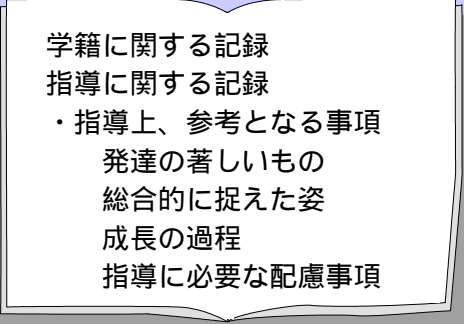 学籍に関する記録
指導に関する記録
・指導上、参考となる事項
発達の著しいもの
総合的に捉えた姿
成長の過程
指導に必要な配慮事項